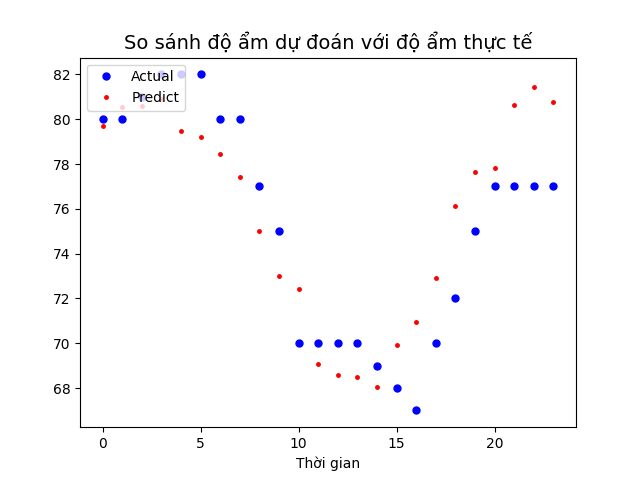 So sánh độ ẩm dự đoán với độ ẩm thực tế
Actual
Predict
82
80
78
76
74
72
70
68
0 5 10 15 20
Thời gian